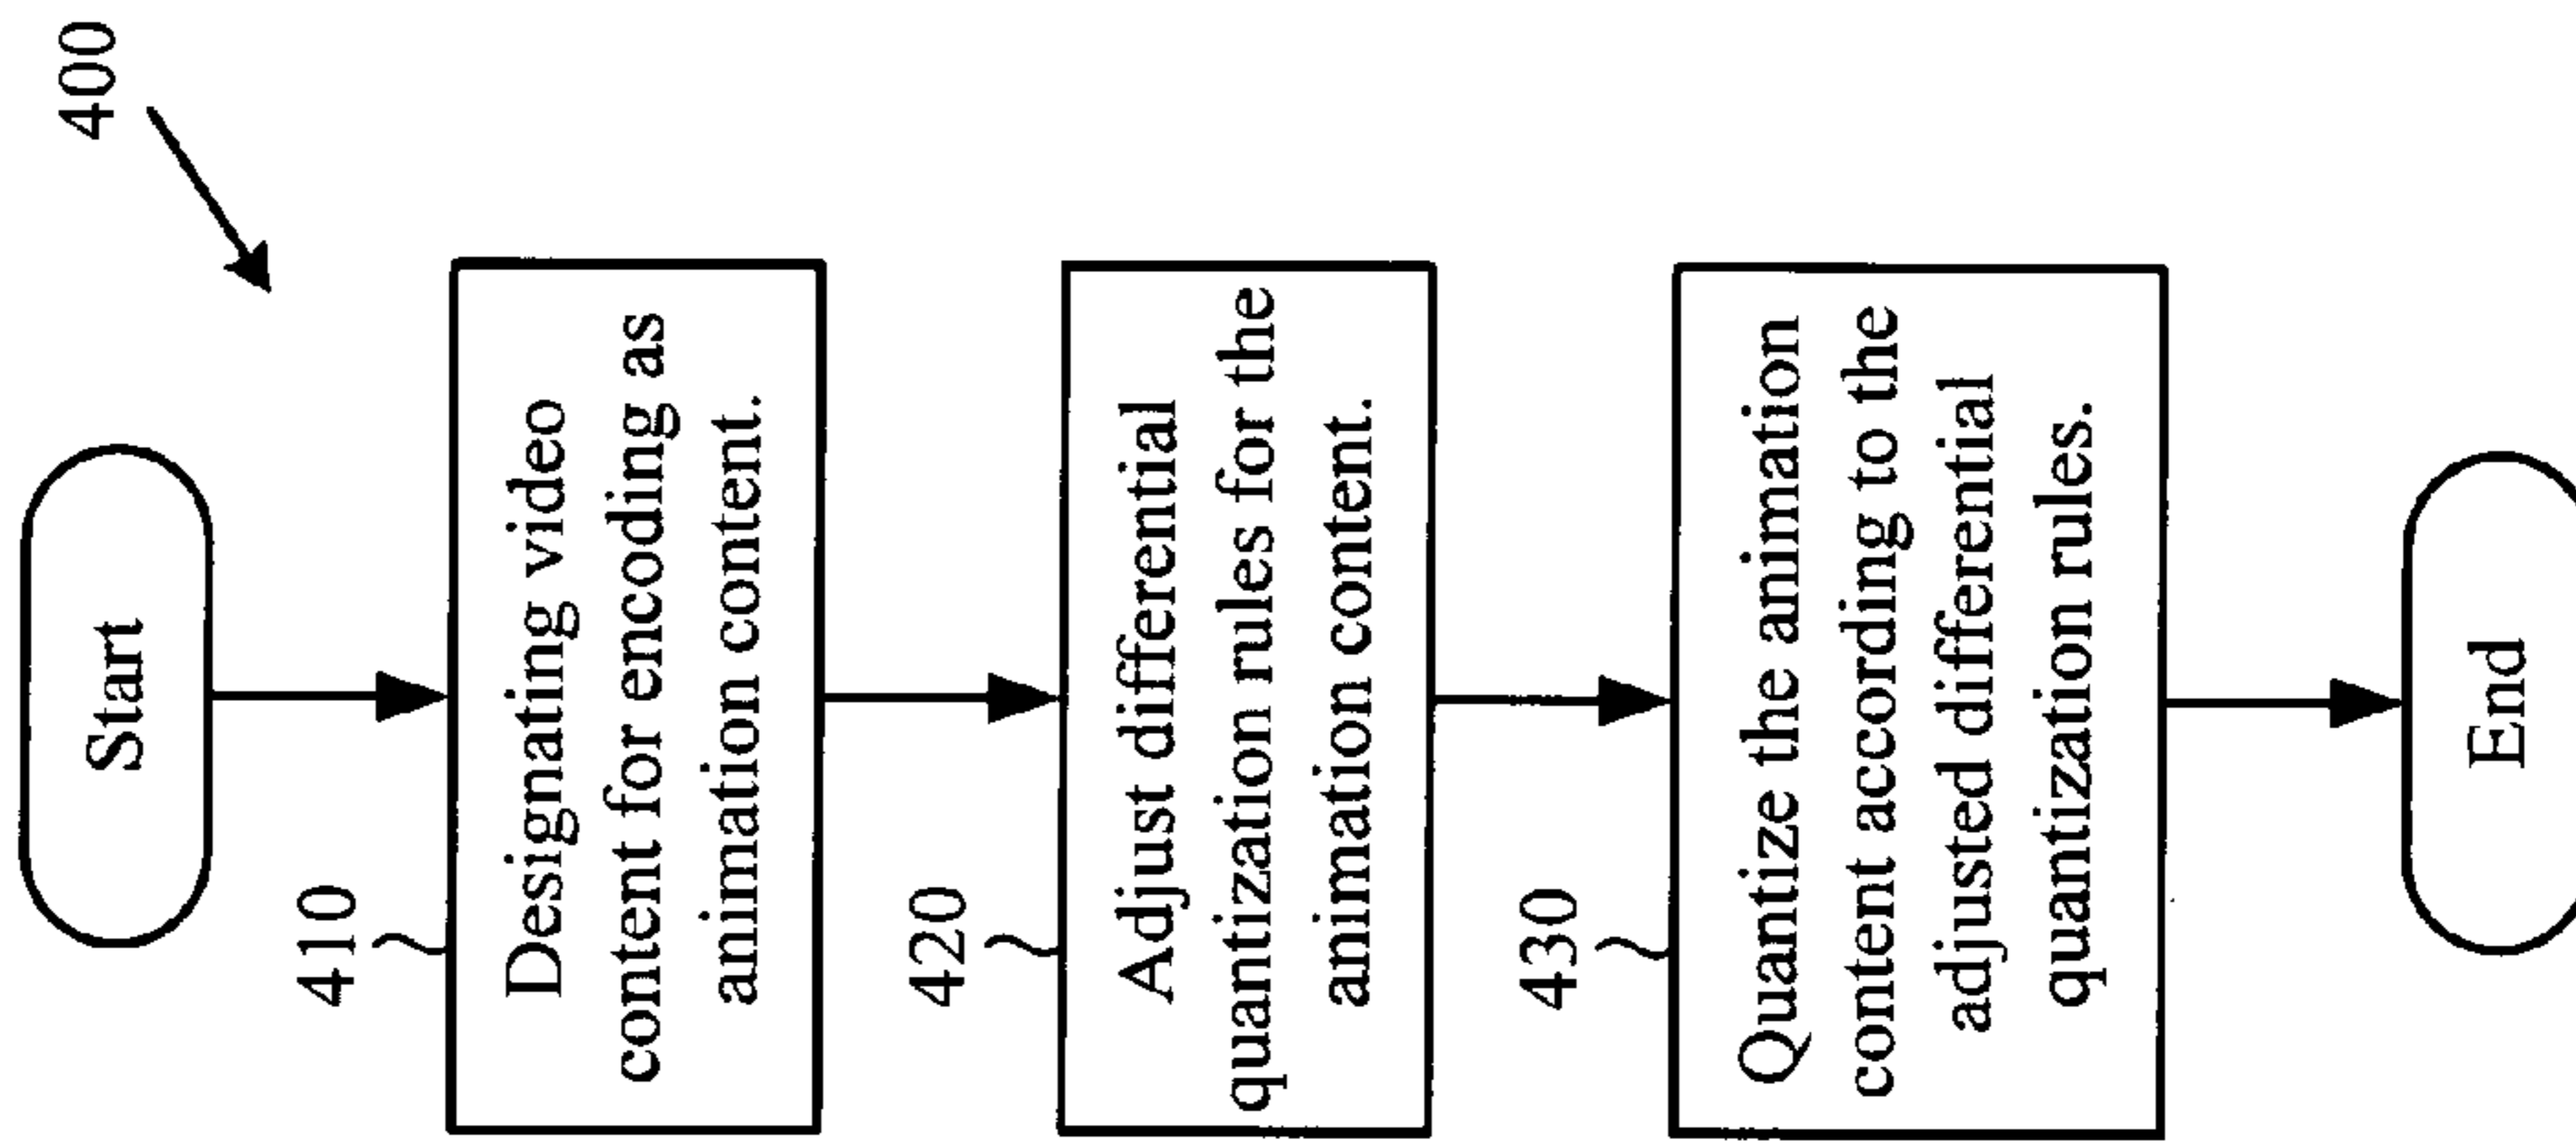 400
Start
410
Designating video
content for encoding as
animation content.
420
Adjust differential
quantization rules for the
animation content.
430
Quantize the animation
content according to the
adjusted differential
quantization rules.
End